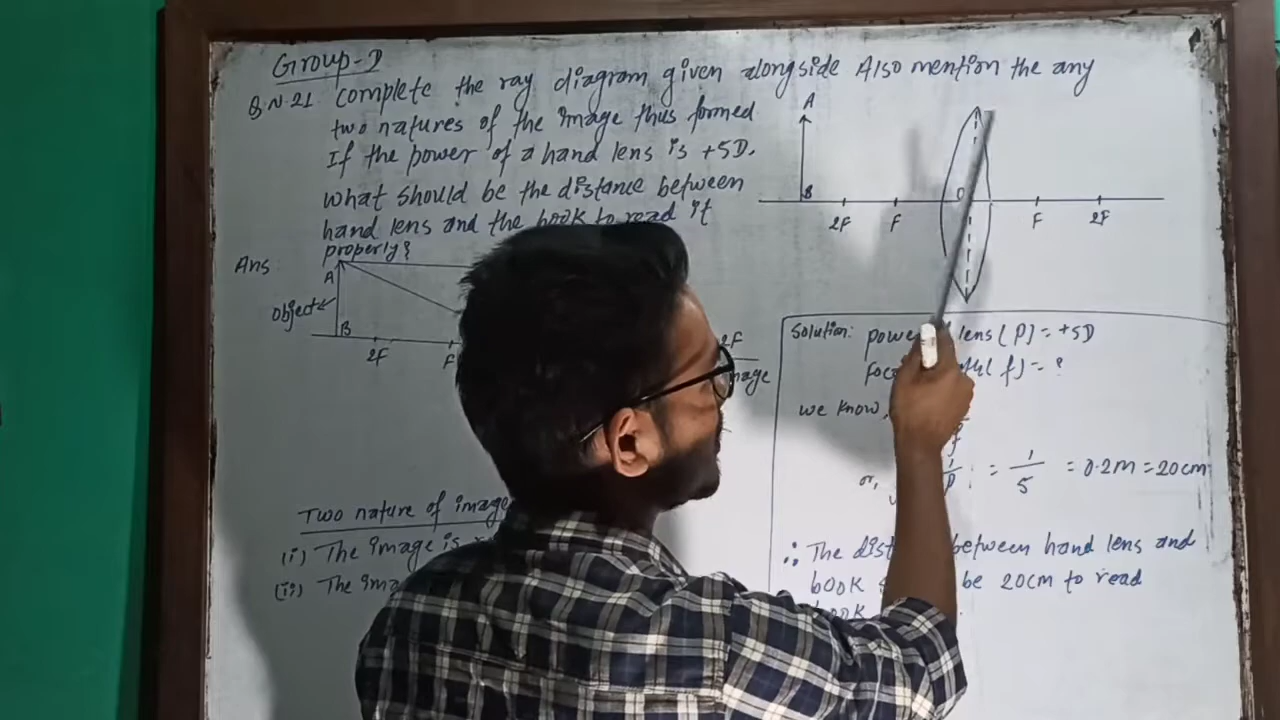 Group-D
Q.N.21 Complete the ray diagram given alongside Also mention the any
two natures of the image thus formed
If the power of a hand lens is +5D.
What should be the distance between
hand lens and the book to read it
properly?
A
B
2F
F
O
F
2F
Ans
A
Object
B
2F
F
2F
Two nature of image
(i) The image is
(ii) The
Solution: power lens (P) = +5D
(f) = ?
we know,
f
or, 1/P = 1/5 = 0.2m = 20cm
∴ The between hand lens and
book be 20cm to read
book